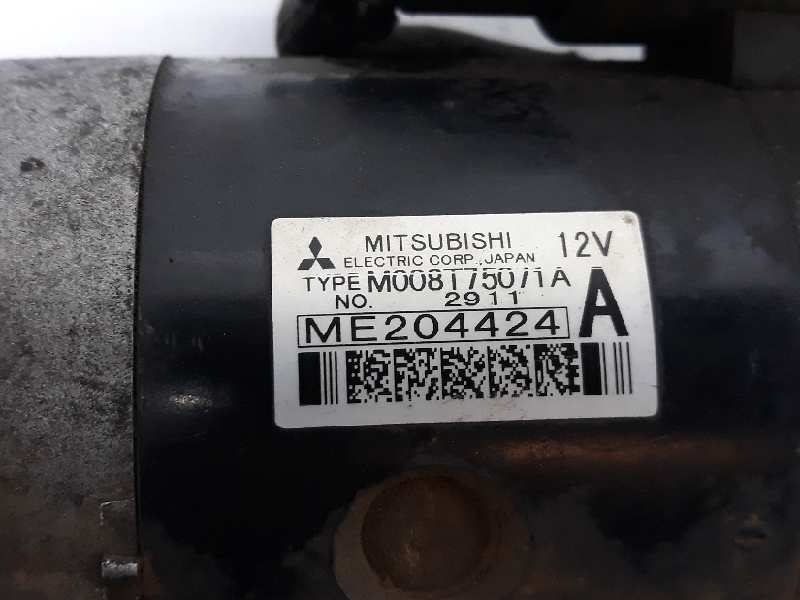 MITSUBISHI 12V
ELECTRIC CORP., JAPAN
TYPE M008T75071A
NO. 2911 A
ME204424